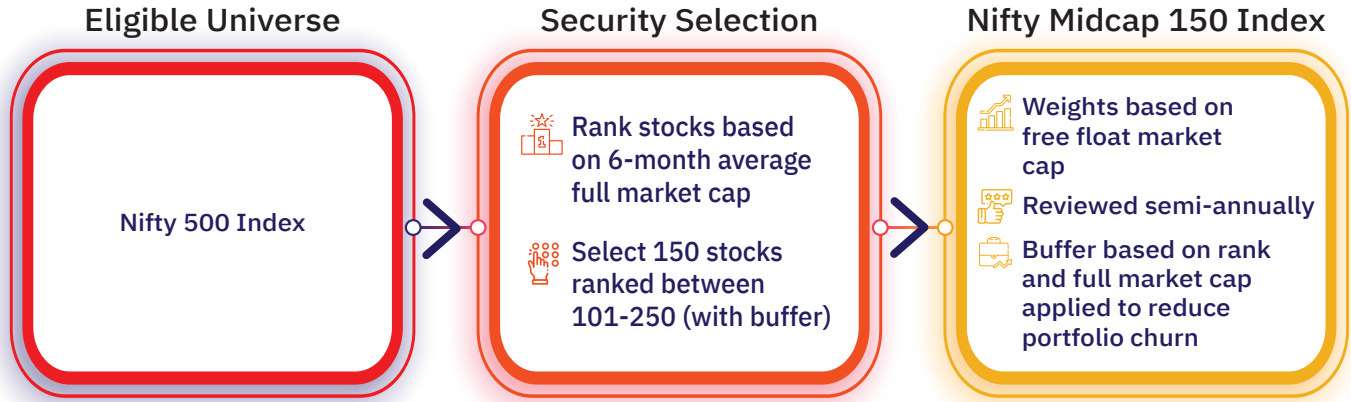 Eligible Universe
Nifty 500 Index
Security Selection
1
Rank stocks based
on 6-month average
full market cap
Select 150 stocks
ranked between
101-250 (with buffer)
Nifty Midcap 150 Index
Weights based on
free float market
cap
Reviewed semi-annually
Buffer based on rank
and full market cap
applied to reduce
portfolio churn